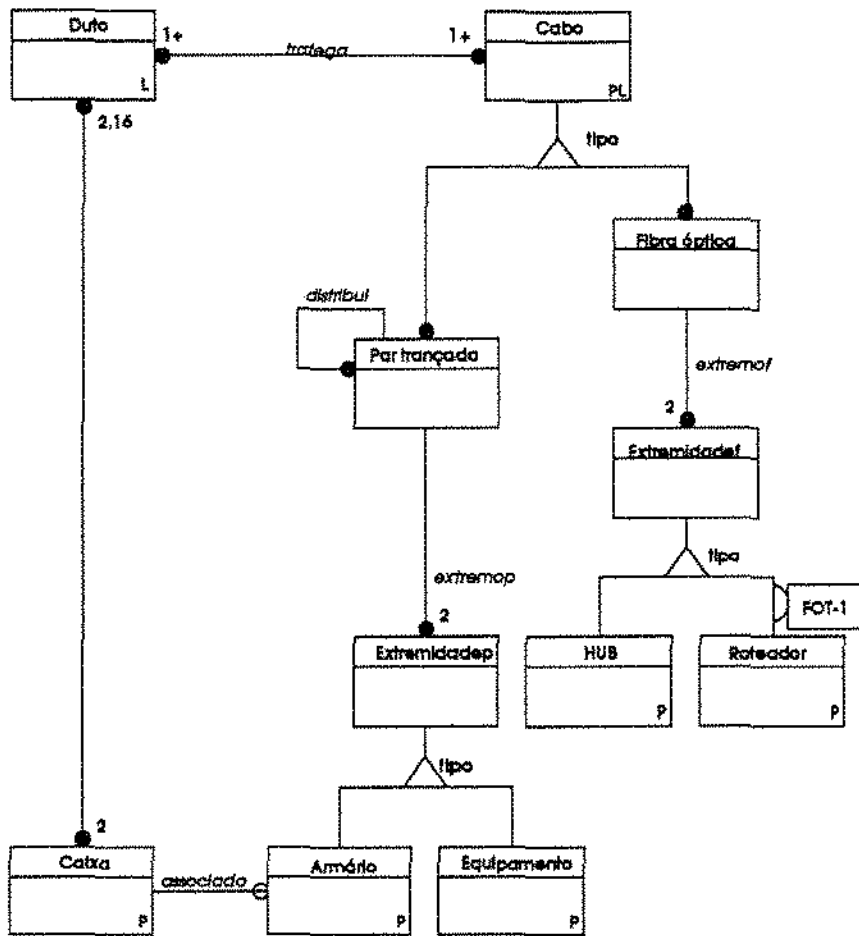 Duto
1+
trafega
1+
Cabo
L
PL
2,16
tipo
Fibra óptica
distribui
Par trançado
extremof
2
Extremidadef
tipo
extremop
FOT-1
2
Extremidadep
HUB
Roteador
P
P
tipo
2
Caixa
associado
Armário
Equipamento
P
P
P